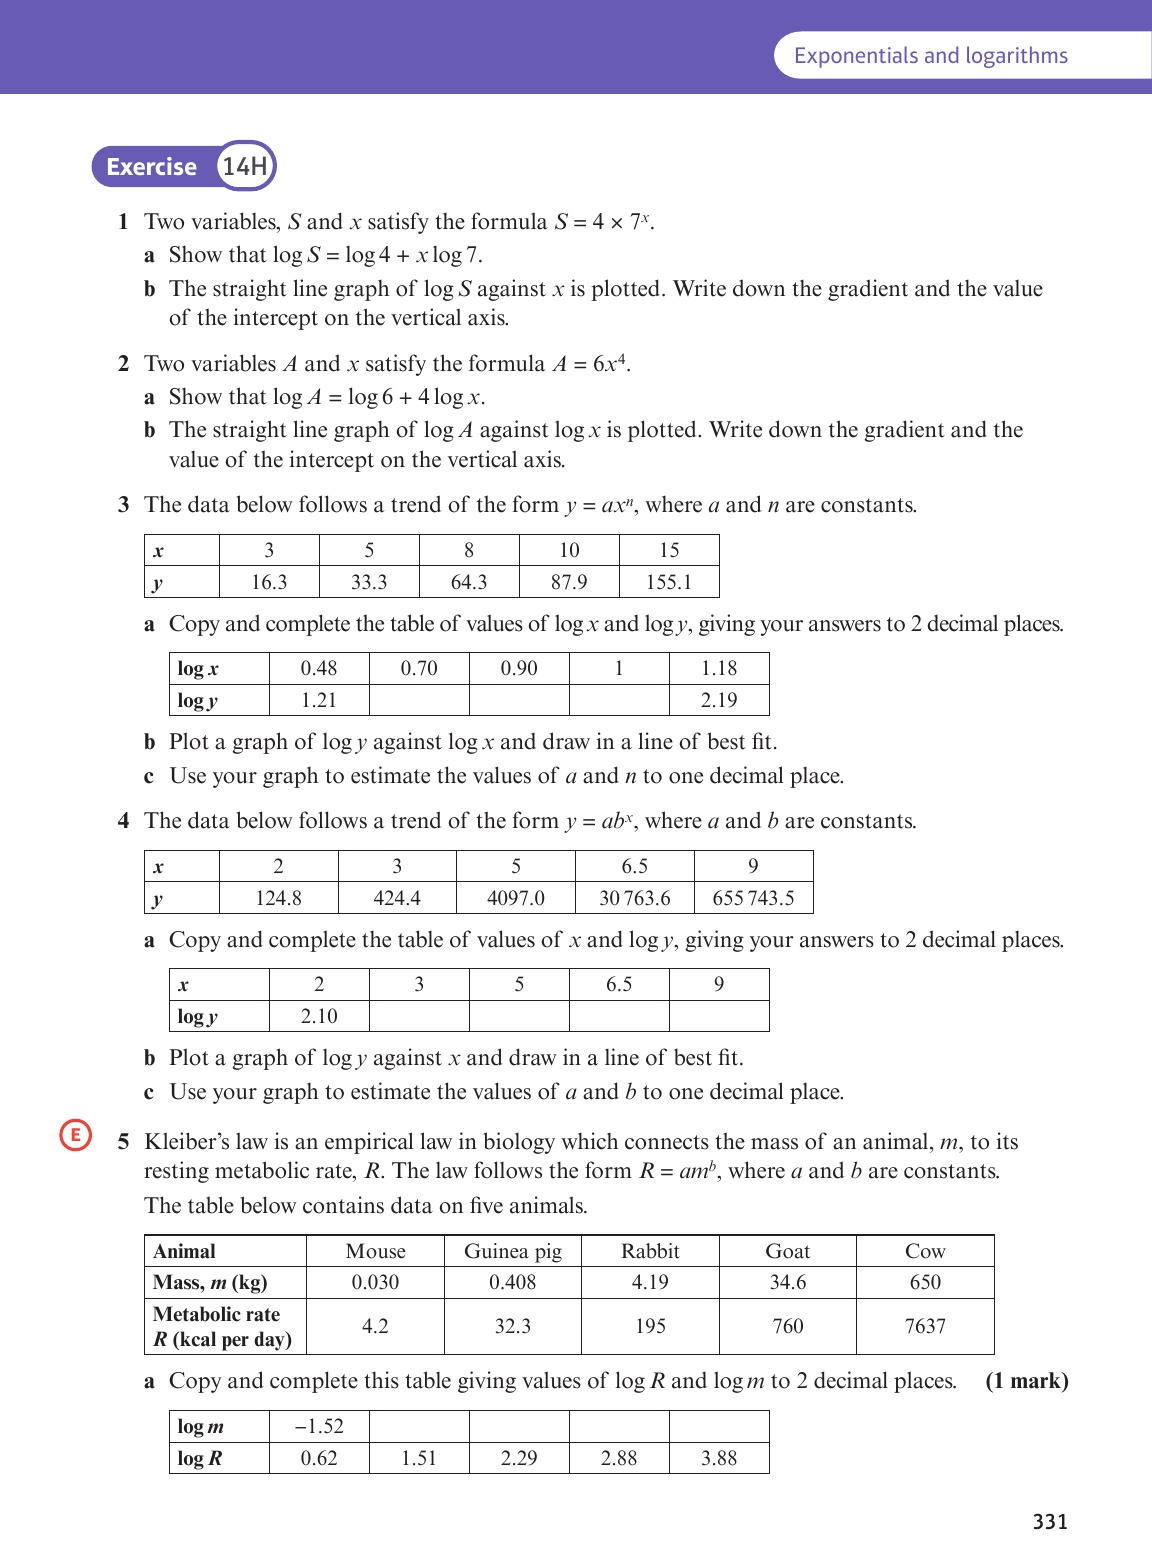 Exponentials and logarithms
Exercise 14H
1 Two variables, S and x satisfy the formula S = 4 × 7ˣ.
a Show that log S = log 4 + x log 7.
b The straight line graph of log S against x is plotted. Write down the gradient and the value
of the intercept on the vertical axis.
2 Two variables A and x satisfy the formula A = 6x⁴.
a Show that log A = log 6 + 4 log x.
b The straight line graph of log A against log x is plotted. Write down the gradient and the
value of the intercept on the vertical axis.
3 The data below follows a trend of the form y = axⁿ, where a and n are constants.
x 3 5 8 10 15
y 16.3 33.3 64.3 87.9 155.1
a Copy and complete the table of values of log x and log y, giving your answers to 2 decimal places.
log x 0.48 0.70 0.90 1 1.18
log y 1.21 2.19
b Plot a graph of log y against log x and draw in a line of best fit.
c Use your graph to estimate the values of a and n to one decimal place.
4 The data below follows a trend of the form y = abˣ, where a and b are constants.
x 2 3 5 6.5 9
y 124.8 424.4 4097.0 30 763.6 655 743.5
a Copy and complete the table of values of x and log y, giving your answers to 2 decimal places.
x 2 3 5 6.5 9
log y 2.10
b Plot a graph of log y against x and draw in a line of best fit.
c Use your graph to estimate the values of a and b to one decimal place.
E 5 Kleiber's law is an empirical law in biology which connects the mass of an animal, m, to its
resting metabolic rate, R. The law follows the form R = amᵇ, where a and b are constants.
The table below contains data on five animals.
Animal Mouse Guinea pig Rabbit Goat Cow
Mass, m (kg) 0.030 0.408 4.19 34.6 650
Metabolic rate
R (kcal per day) 4.2 32.3 195 760 7637
a Copy and complete this table giving values of log R and log m to 2 decimal places. (1 mark)
log m −1.52
log R 0.62 1.51 2.29 2.88 3.88
331